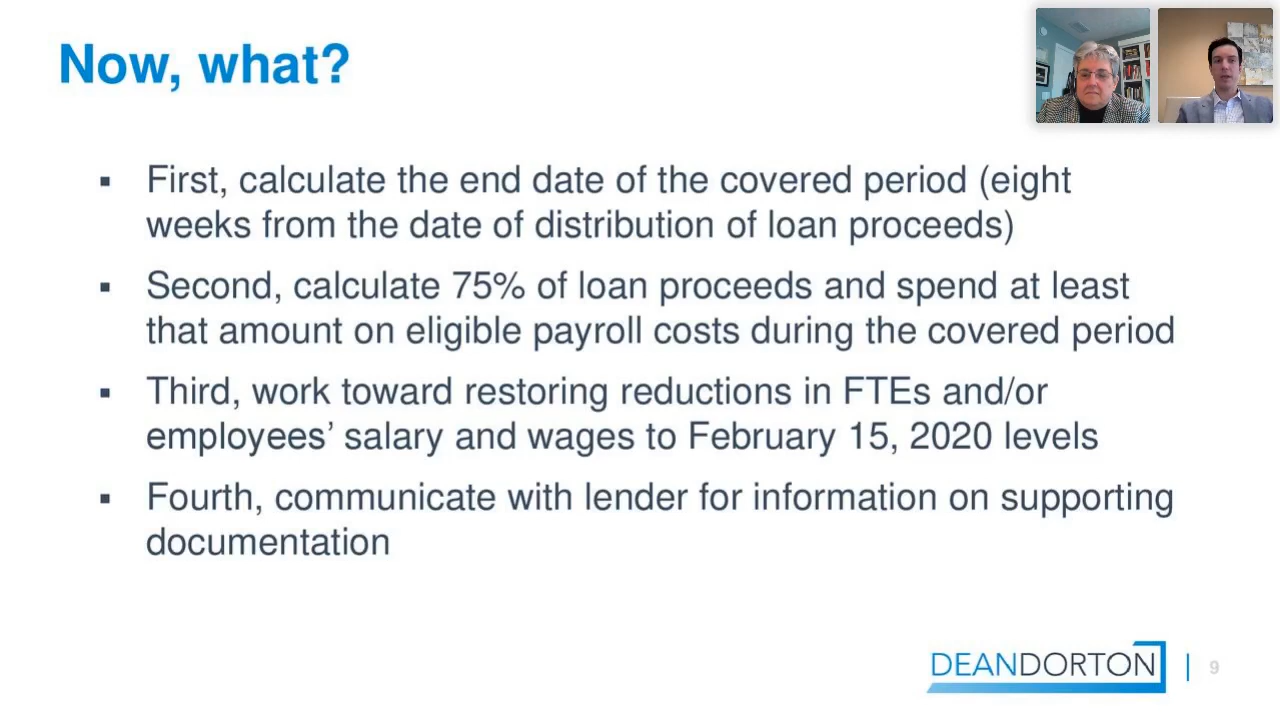 Now, what?
▪ First, calculate the end date of the covered period (eight
weeks from the date of distribution of loan proceeds)
▪ Second, calculate 75% of loan proceeds and spend at least
that amount on eligible payroll costs during the covered period
▪ Third, work toward restoring reductions in FTEs and/or
employees’ salary and wages to February 15, 2020 levels
▪ Fourth, communicate with lender for information on supporting
documentation
DEANDORTON | 9